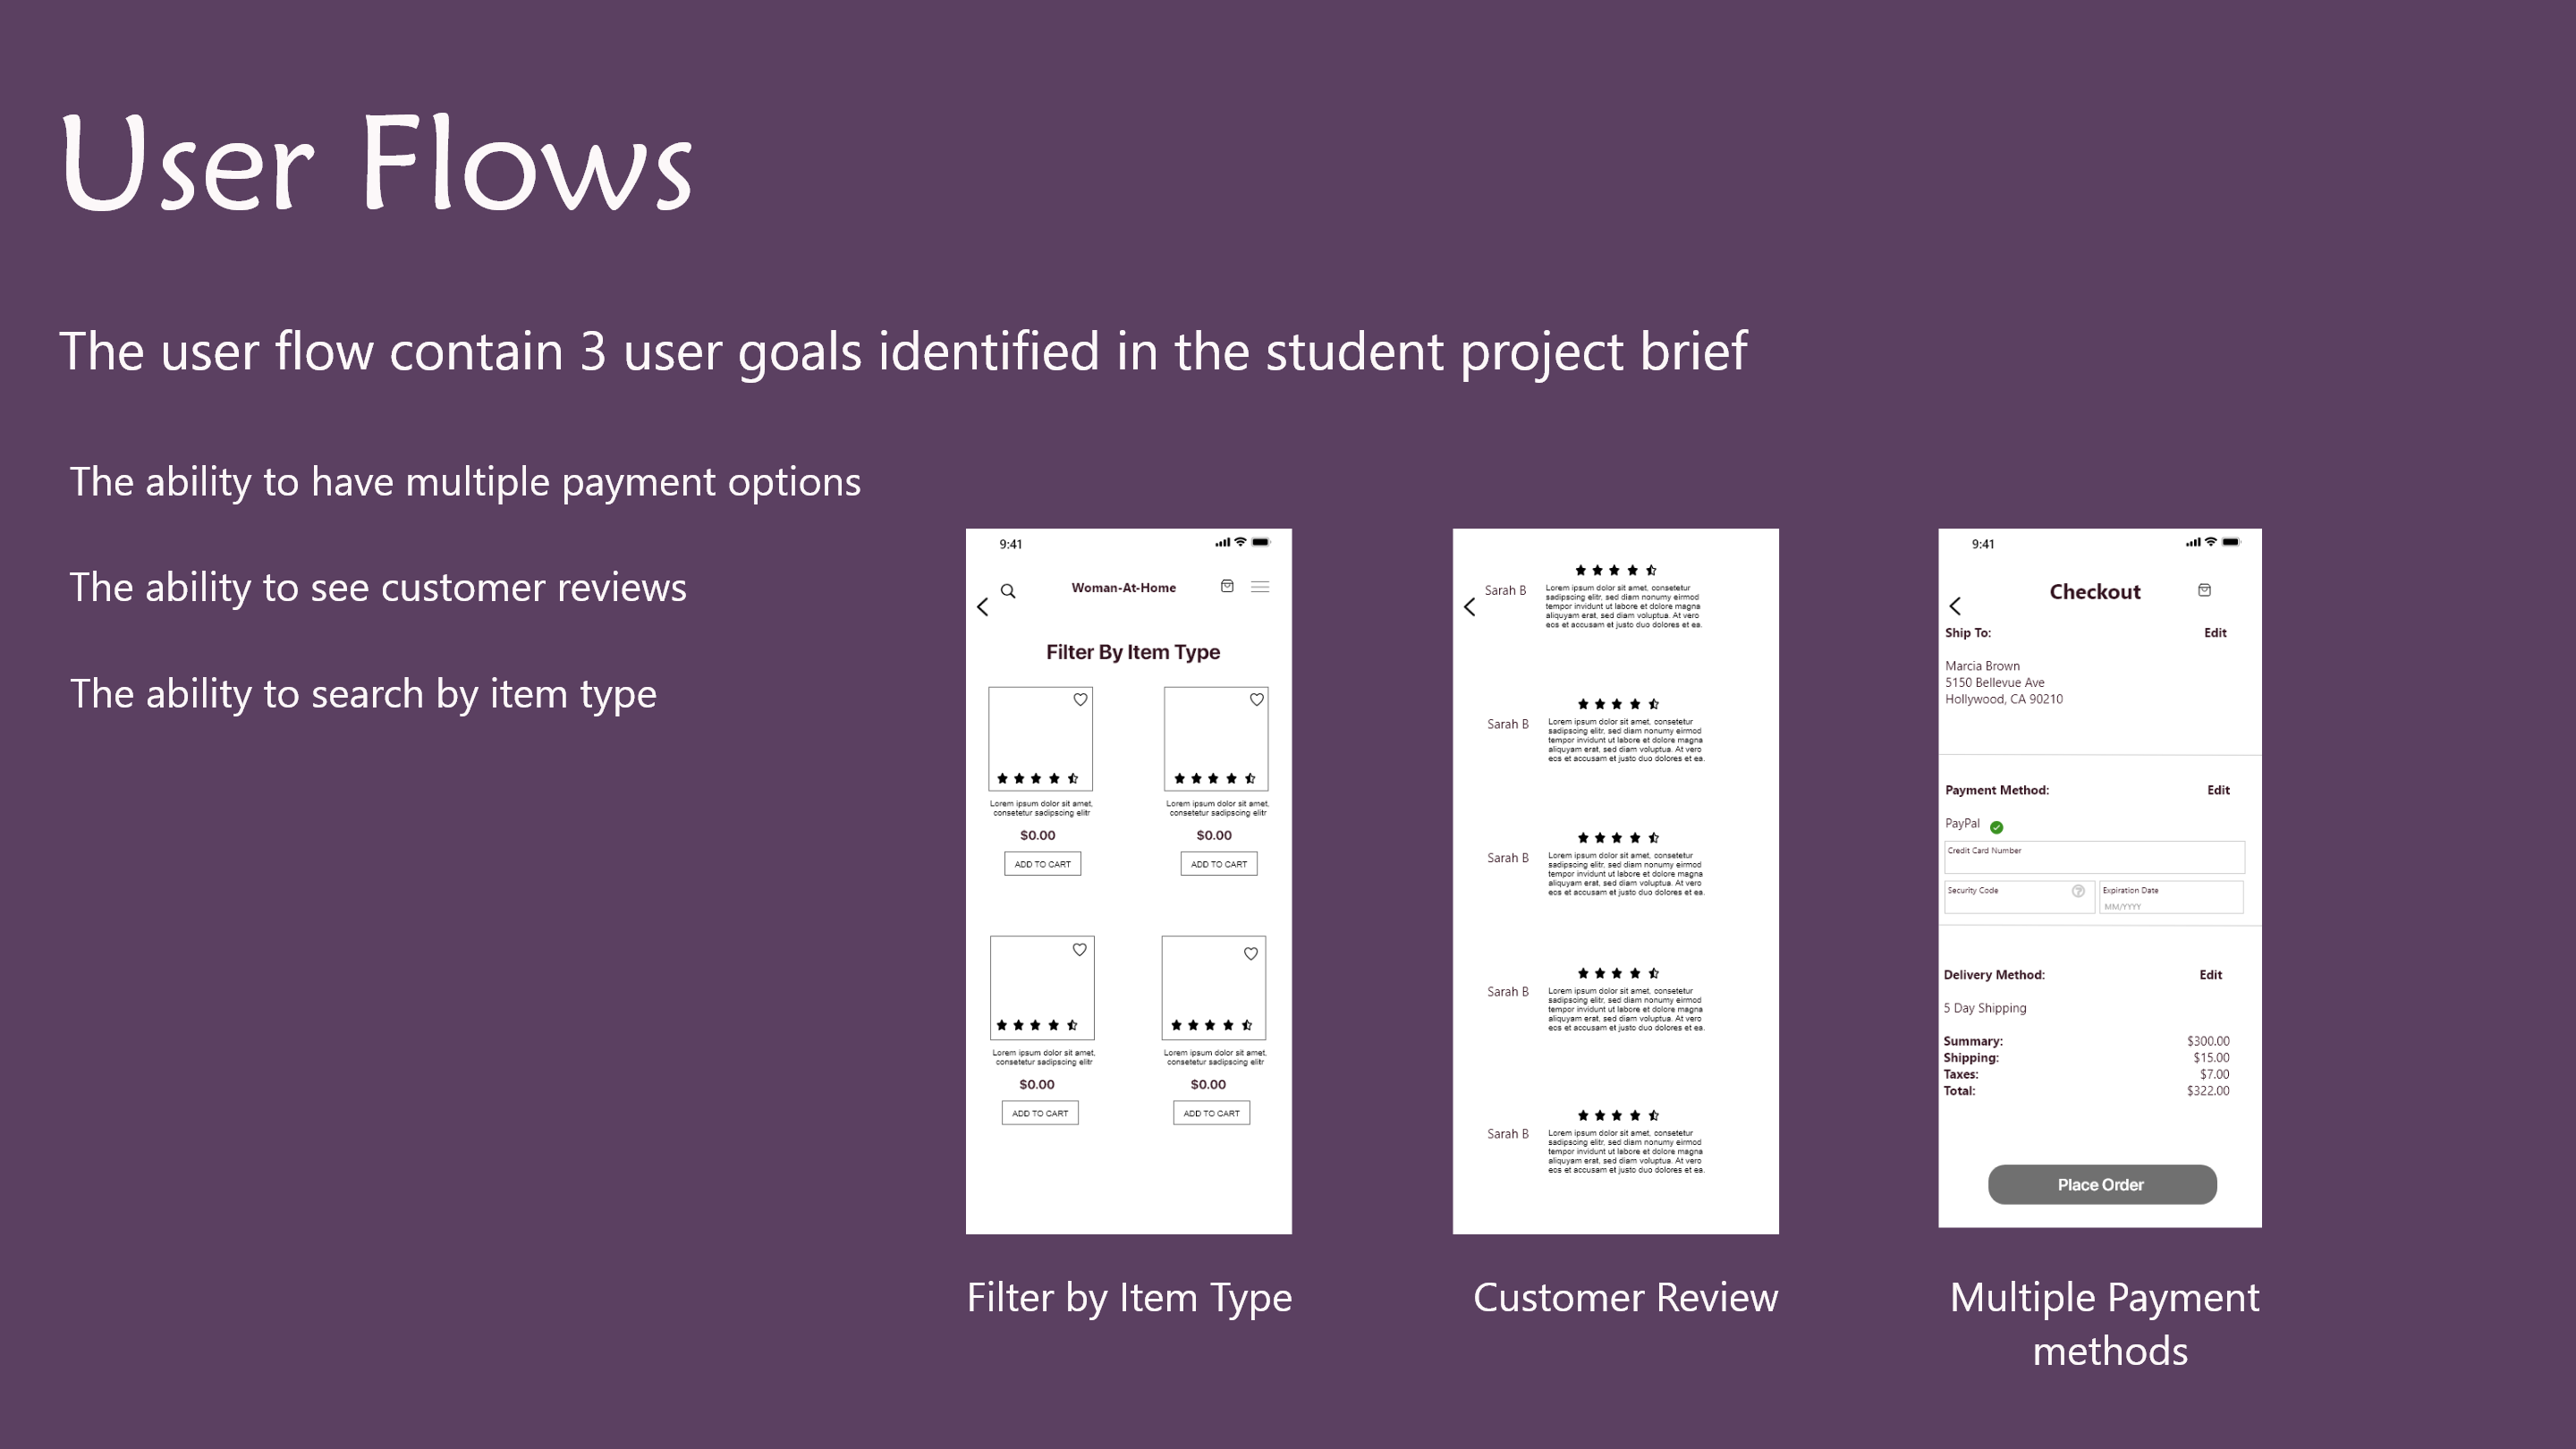 User Flows
The user flow contain 3 user goals identified in the student project brief
The ability to have multiple payment options
The ability to see customer reviews
The ability to search by item type
9:41
Woman-At-Home
Filter By Item Type
Lorem ipsum dolor sit amet,
consetetur sadipscing elitr
$0.00
ADD TO CART
Lorem ipsum dolor sit amet,
consetetur sadipscing elitr
$0.00
ADD TO CART
Lorem ipsum dolor sit amet,
consetetur sadipscing elitr
$0.00
ADD TO CART
Lorem ipsum dolor sit amet,
consetetur sadipscing elitr
$0.00
ADD TO CART
Filter by Item Type
Sarah B
Lorem ipsum dolor sit amet, consetetur
sadipscing elitr, sed diam nonumy eirmod
tempor invidunt ut labore et dolore magna
aliquyam erat, sed diam voluptua. At vero
eos et accusam et justo duo dolores et ea.
Sarah B
Lorem ipsum dolor sit amet, consetetur
sadipscing elitr, sed diam nonumy eirmod
tempor invidunt ut labore et dolore magna
aliquyam erat, sed diam voluptua. At vero
eos et accusam et justo duo dolores et ea.
Sarah B
Lorem ipsum dolor sit amet, consetetur
sadipscing elitr, sed diam nonumy eirmod
tempor invidunt ut labore et dolore magna
aliquyam erat, sed diam voluptua. At vero
eos et accusam et justo duo dolores et ea.
Sarah B
Lorem ipsum dolor sit amet, consetetur
sadipscing elitr, sed diam nonumy eirmod
tempor invidunt ut labore et dolore magna
aliquyam erat, sed diam voluptua. At vero
eos et accusam et justo duo dolores et ea.
Sarah B
Lorem ipsum dolor sit amet, consetetur
sadipscing elitr, sed diam nonumy eirmod
tempor invidunt ut labore et dolore magna
aliquyam erat, sed diam voluptua. At vero
eos et accusam et justo duo dolores et ea.
Customer Review
9:41
Checkout
Ship To: Edit
Marcia Brown
5150 Bellevue Ave
Hollywood, CA 90210
Payment Method: Edit
PayPal
Credit Card Number
Security Code ? Expiration Date
MM/YYYY
Delivery Method: Edit
5 Day Shipping
Summary: $300.00
Shipping: $15.00
Taxes: $7.00
Total: $322.00
Place Order
Multiple Payment
methods